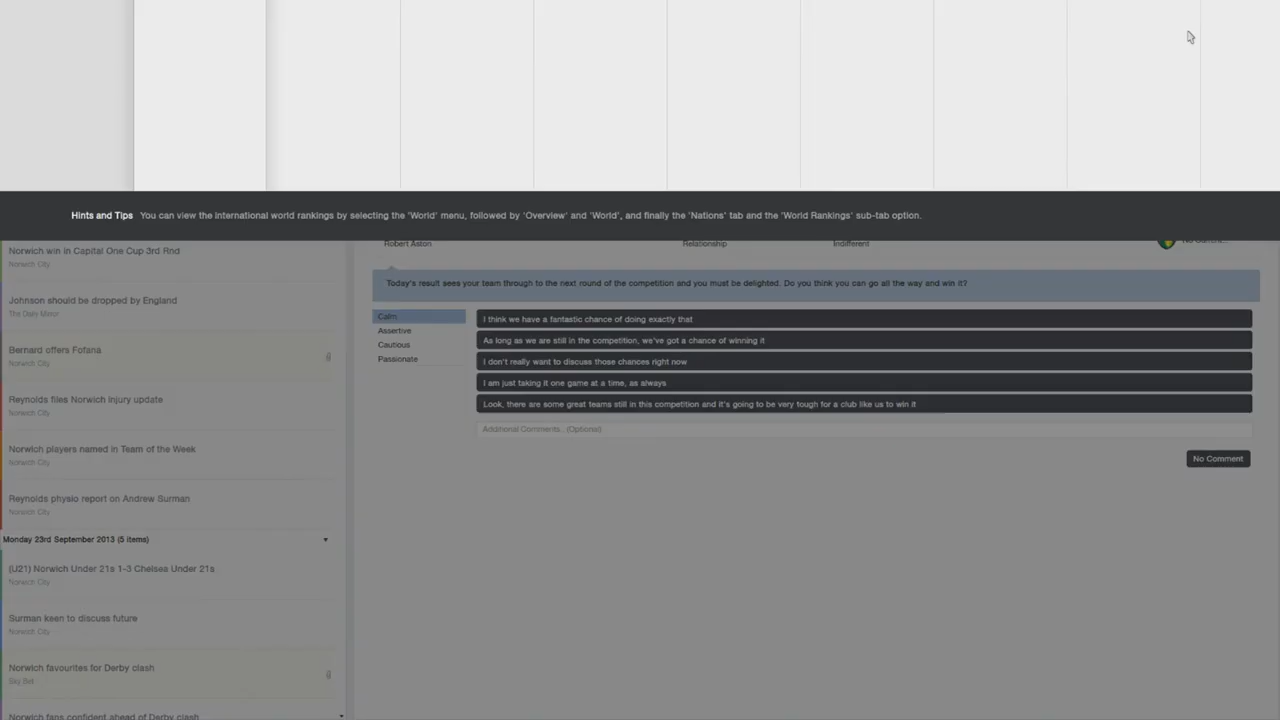 Hints and Tips You can view the international world rankings by selecting the 'World' menu, followed by 'Overview' and 'World', and finally the 'Nations' tab and the 'World Rankings' sub-tab option.
Robert Aston Relationship Indifferent
Norwich win in Capital One Cup 3rd Rnd
Norwich City
Johnson should be dropped by England
The Daily Mirror
Bernard offers Fofana
Norwich City
Reynolds files Norwich injury update
Norwich City
Norwich players named in Team of the Week
Norwich City
Reynolds physio report on Andrew Surman
Norwich City
Monday 23rd September 2013 (5 items)
(U21) Norwich Under 21s 1-3 Chelsea Under 21s
Norwich City
Surman keen to discuss future
Norwich City
Norwich favourites for Derby clash
Sky Bet
Norwich fans confident ahead of Derby clash
Today's result sees your team through to the next round of the competition and you must be delighted. Do you think you can go all the way and win it?
Calm
Assertive
Cautious
Passionate
I think we have a fantastic chance of doing exactly that
As long as we are still in the competition, we've got a chance of winning it
I don't really want to discuss those chances right now
I am just taking it one game at a time, as always
Look, there are some great teams still in this competition and it's going to be very tough for a club like us to win it
Additional Comments.. (Optional)
No Comment